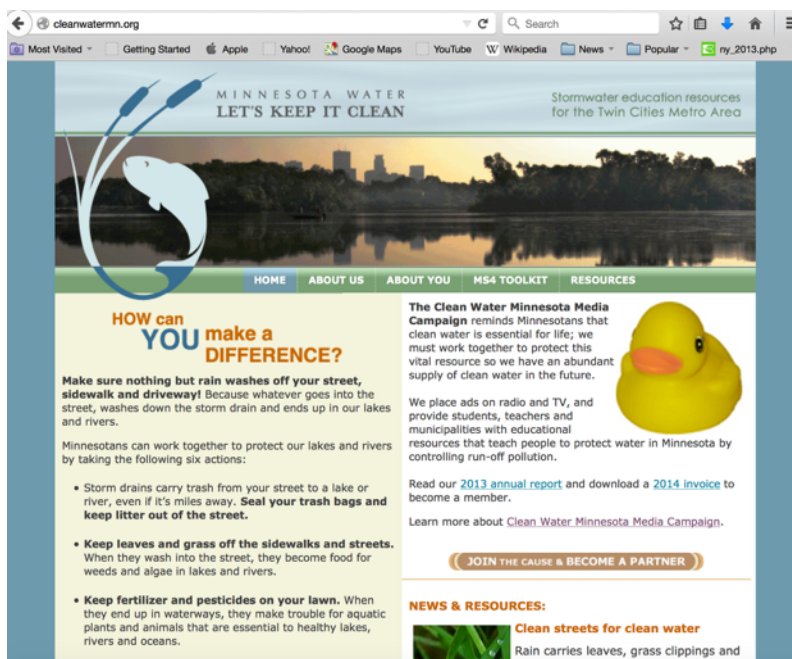 cleanwatermn.org
Search
Most Visited
Getting Started
Apple
Yahoo!
Google Maps
YouTube
Wikipedia
News
Popular
ny_2013.php
MINNESOTA WATER
LET'S KEEP IT CLEAN
Stormwater education resources
for the Twin Cities Metro Area
HOME
ABOUT US
ABOUT YOU
MS4 TOOLKIT
RESOURCES
HOW can
YOU make a
DIFFERENCE?
Make sure nothing but rain washes off your street,
sidewalk and driveway! Because whatever goes into the
street, washes down the storm drain and ends up in our lakes
and rivers.
Minnesotans can work together to protect our lakes and rivers
by taking the following six actions:
• Storm drains carry trash from your street to a lake or
river, even if it's miles away. Seal your trash bags and
keep litter out of the street.
• Keep leaves and grass off the sidewalks and streets.
When they wash into the street, they become food for
weeds and algae in lakes and rivers.
• Keep fertilizer and pesticides on your lawn. When
they end up in waterways, they make trouble for aquatic
plants and animals that are essential to healthy lakes,
rivers and oceans.
The Clean Water Minnesota Media
Campaign reminds Minnesotans that
clean water is essential for life; we
must work together to protect this
vital resource so we have an abundant
supply of clean water in the future.
We place ads on radio and TV, and
provide students, teachers and
municipalities with educational
resources that teach people to protect water in Minnesota by
controlling run-off pollution.
Read our 2013 annual report and download a 2014 invoice to
become a member.
Learn more about Clean Water Minnesota Media Campaign.
JOIN THE CAUSE & BECOME A PARTNER
NEWS & RESOURCES:
Clean streets for clean water
Rain carries leaves, grass clippings and